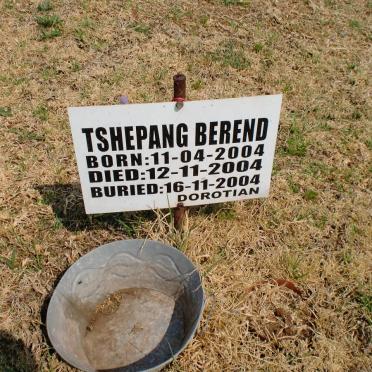 TSHEPANG BEREND
BORN:11-04-2004
DIED:12-11-2004
BURIED:16-11-2004
DOROTIAN